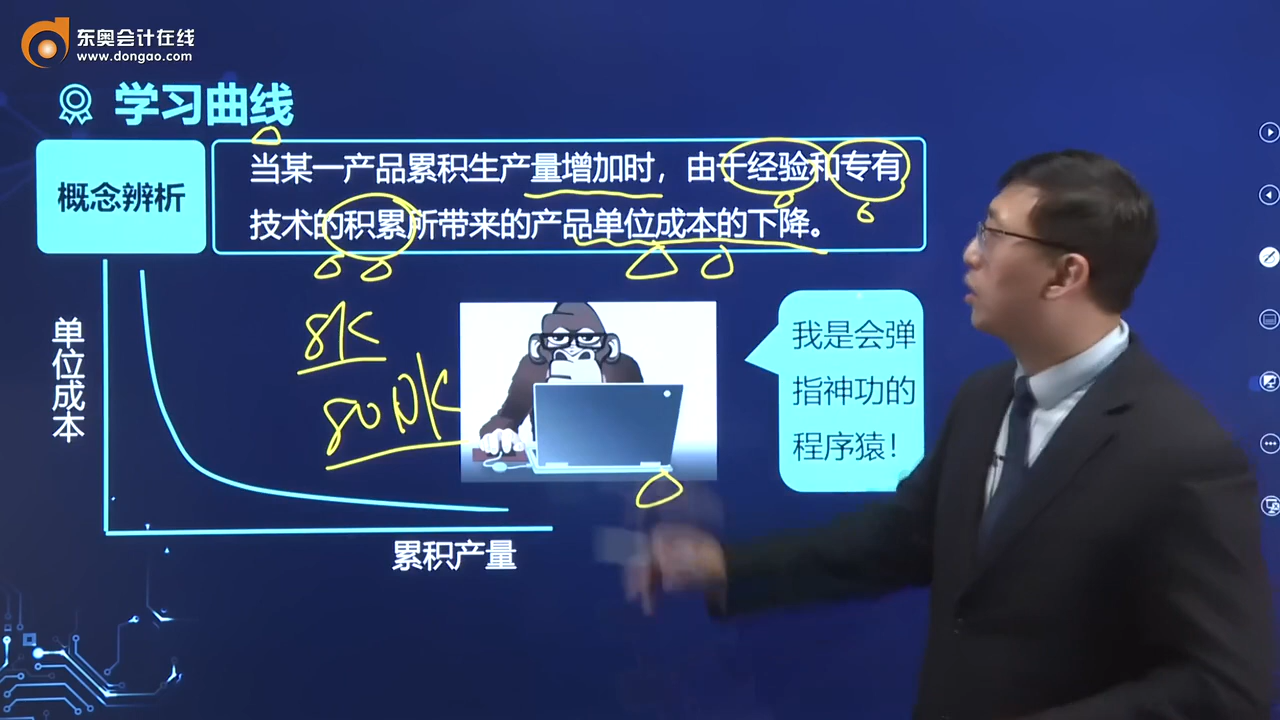 东奥会计在线
www.dongao.com
学习曲线
概念辨析
当某一产品累积生产量增加时，由于经验和专有
技术的积累所带来的产品单位成本的下降。
单位成本
8K
80 NK
我是会弹
指神功的
程序猿！
累积产量